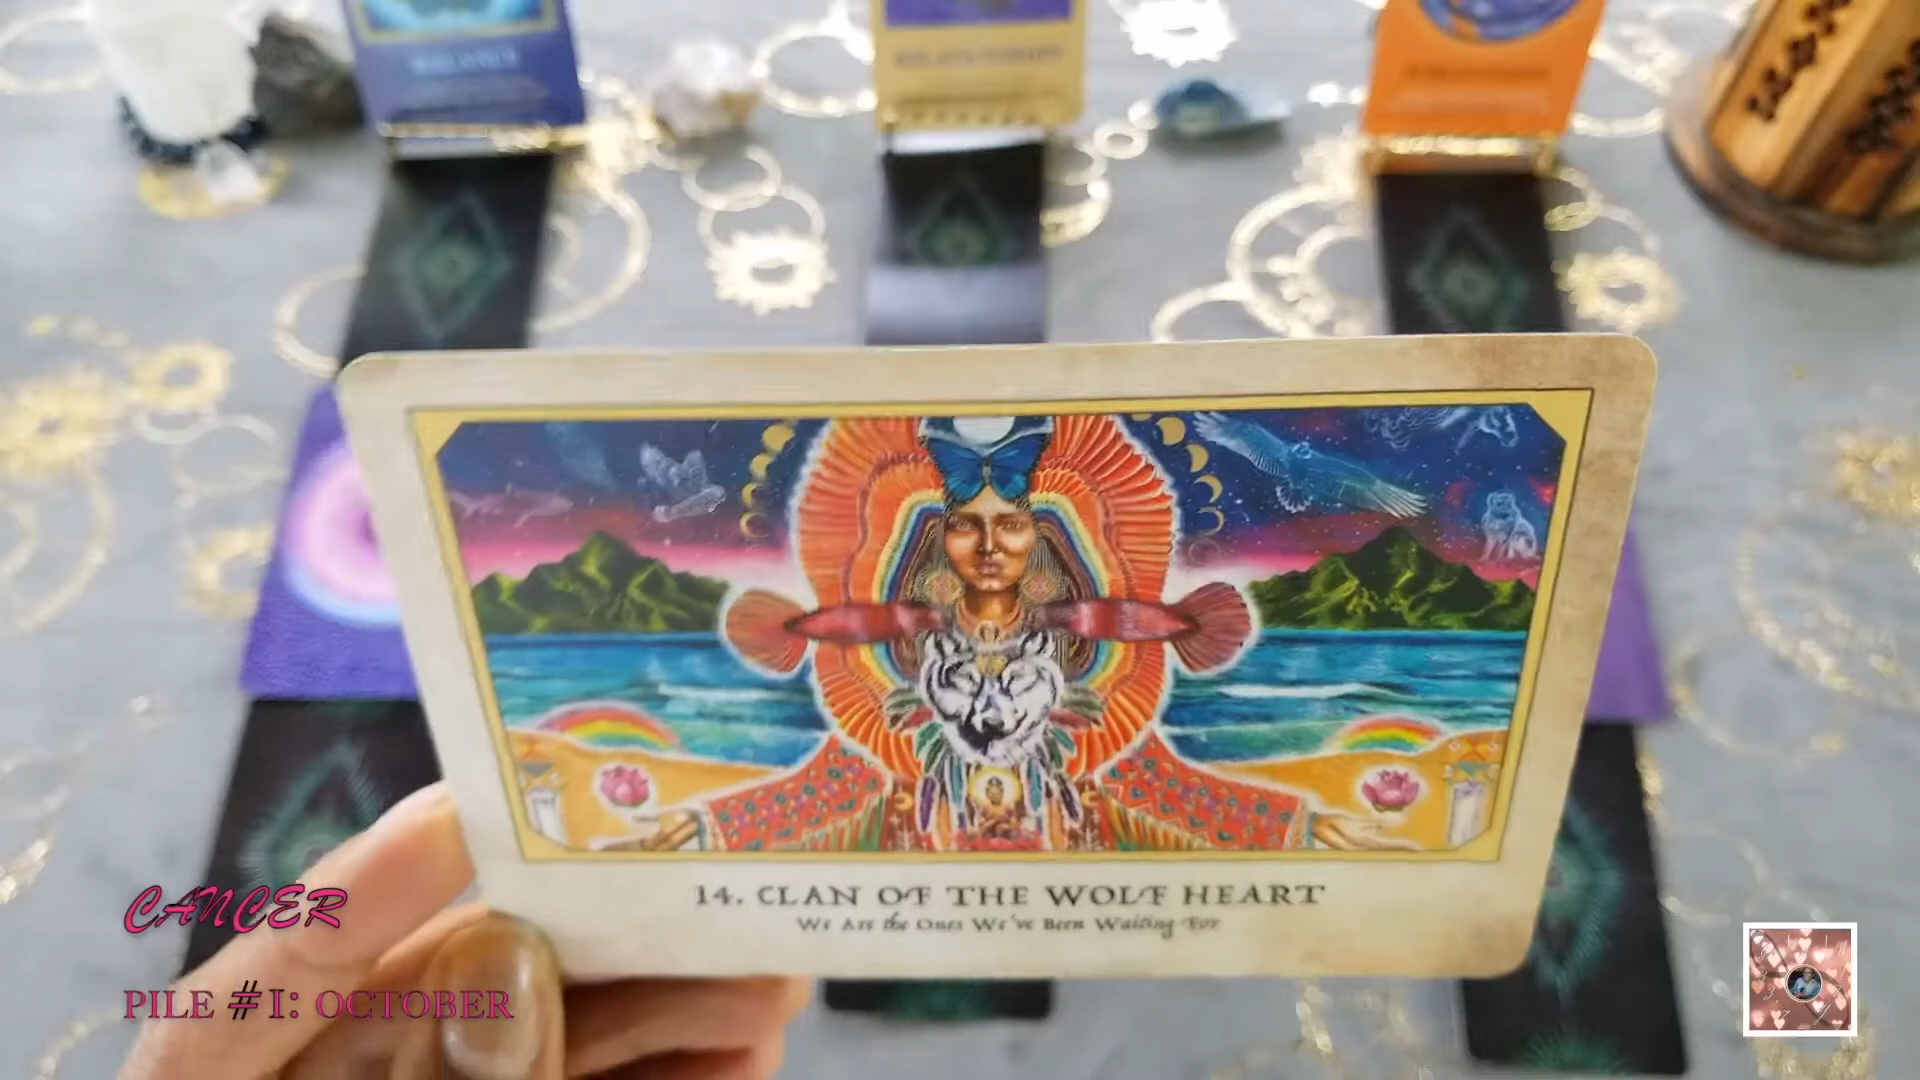 BALANCE
14. CLAN OF THE WOLF HEART
We Are the Ones We've Been Waiting For
CANCER
PILE #1: OCTOBER